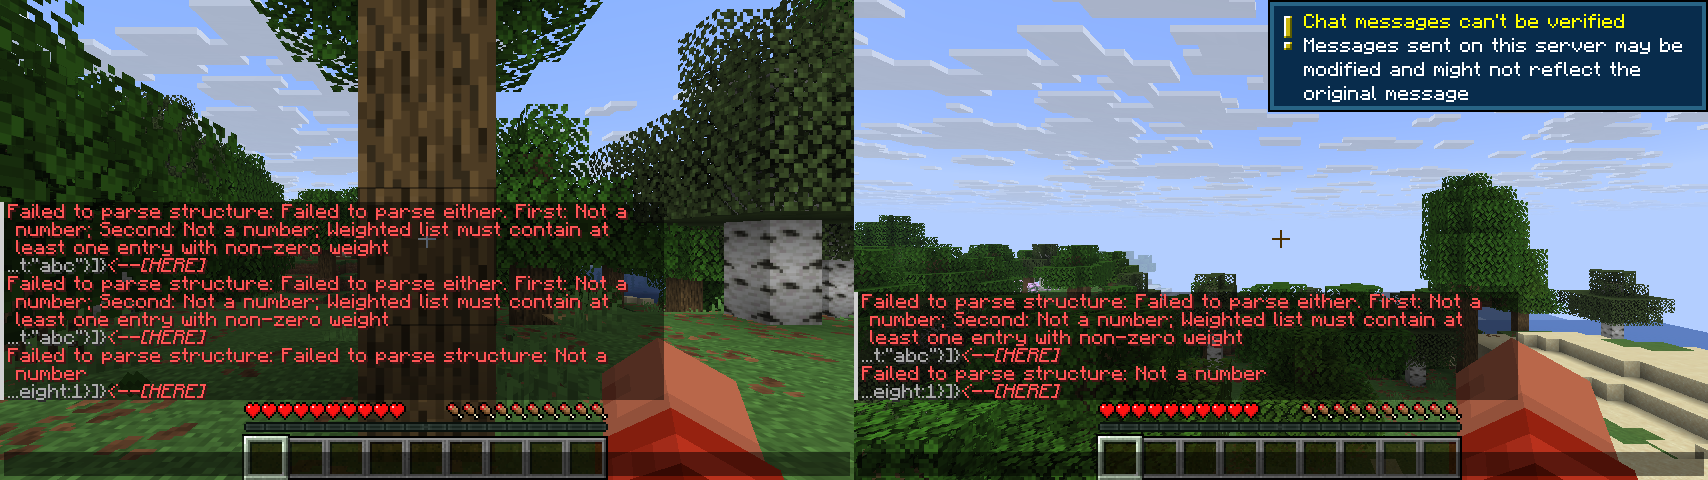 Failed to parse structure: Failed to parse either. First: Not a
number; Second: Not a number; Weighted list must contain at
least one entry with non-zero weight
...t:"abc"}]}<--[HERE]
Failed to parse structure: Failed to parse either. First: Not a
number; Second: Not a number; Weighted list must contain at
least one entry with non-zero weight
...t:"abc"}]}<--[HERE]
Failed to parse structure: Failed to parse structure: Not a
number
...eight:1}]}<--[HERE]
Chat messages can't be verified
Messages sent on this server may be
modified and might not reflect the
original message
Failed to parse structure: Failed to parse either. First: Not a
number; Second: Not a number; Weighted list must contain at
least one entry with non-zero weight
...t:"abc"}]}<--[HERE]
Failed to parse structure: Not a number
...eight:1}]}<--[HERE]